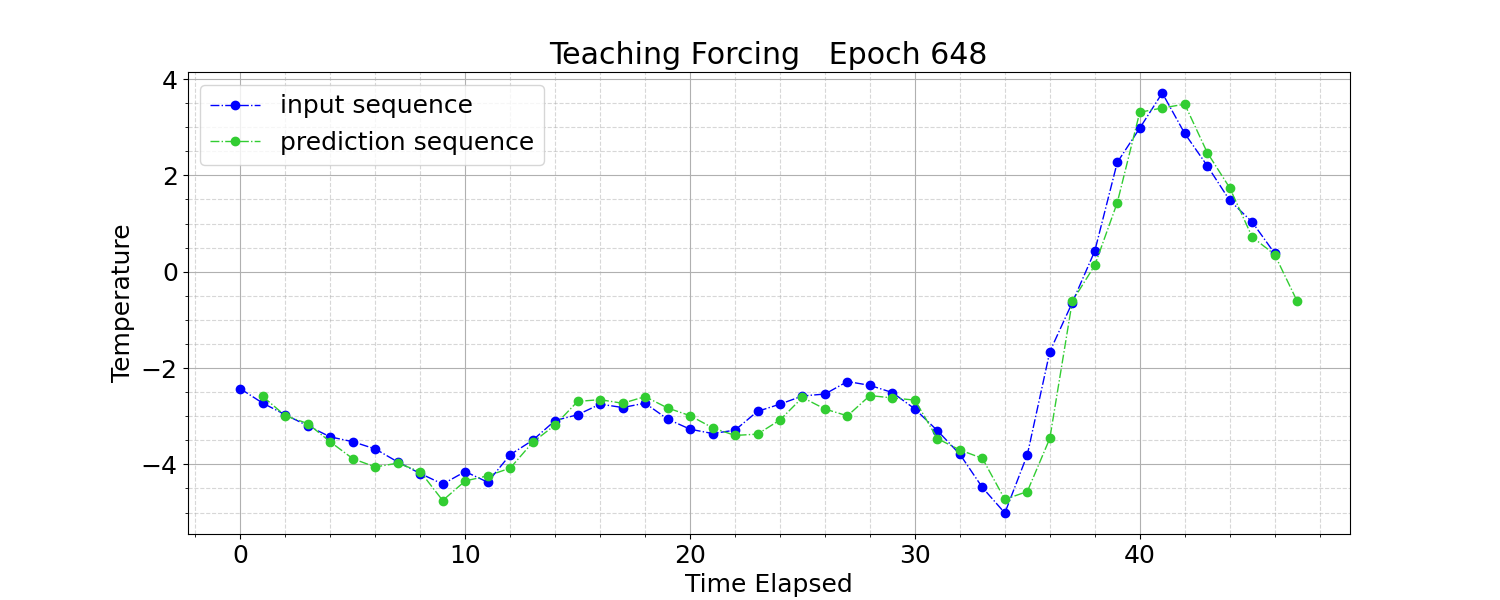 Teaching Forcing   Epoch 648
input sequence
prediction sequence
Temperature
4
2
0
−2
−4
0 10 20 30 40
Time Elapsed